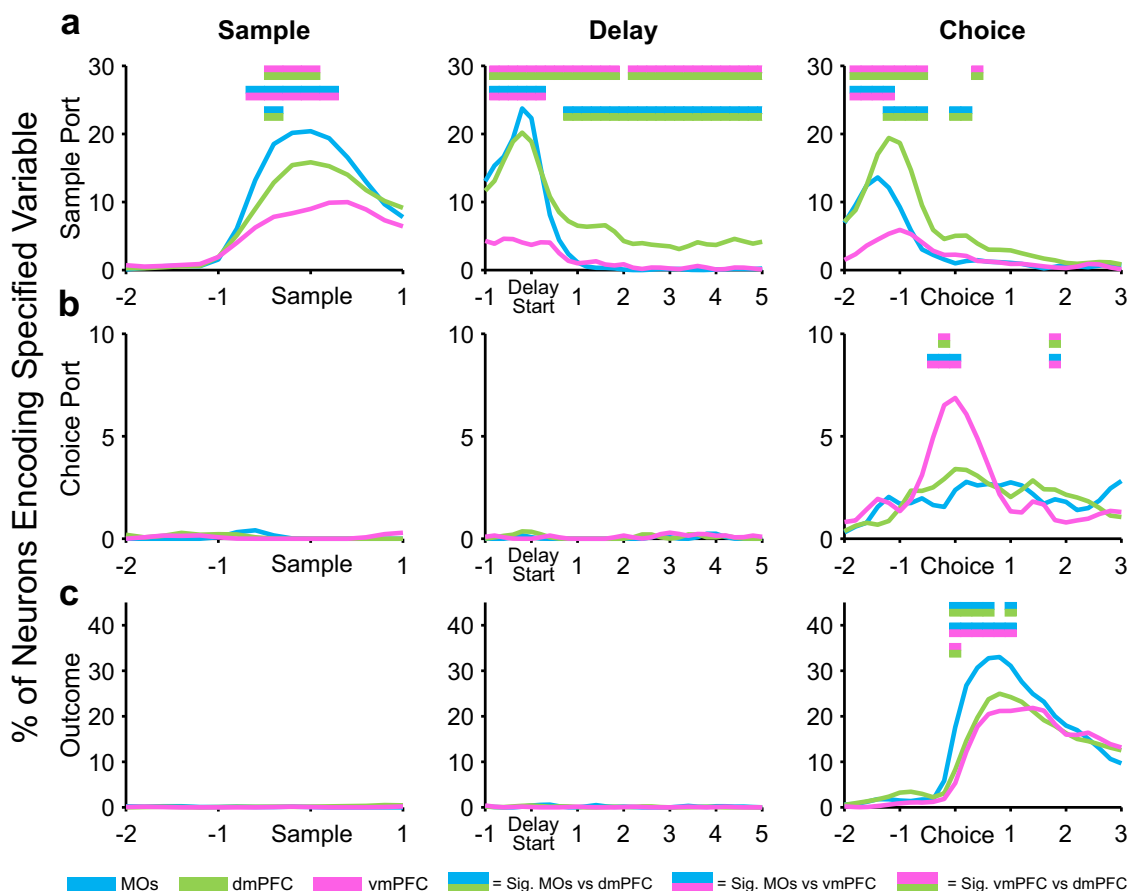 a
Sample
Delay
Choice
% of Neurons Encoding Specified Variable
Sample Port
30
20
10
0
-2
-1
Sample
1
30
20
10
0
-1
Delay
Start
1
2
3
4
5
30
20
10
0
-2
-1
Choice
1
2
3
b
Choice Port
10
5
0
-2
-1
Sample
1
10
5
0
-1
Delay
Start
1
2
3
4
5
10
5
0
-2
-1
Choice
1
2
3
c
Outcome
40
30
20
10
0
-2
-1
Sample
1
40
30
20
10
0
-1
Delay
Start
1
2
3
4
5
40
30
20
10
0
-2
-1
Choice
1
2
3
MOs
dmPFC
vmPFC
= Sig. MOs vs dmPFC
= Sig. MOs vs vmPFC
= Sig. vmPFC vs dmPFC